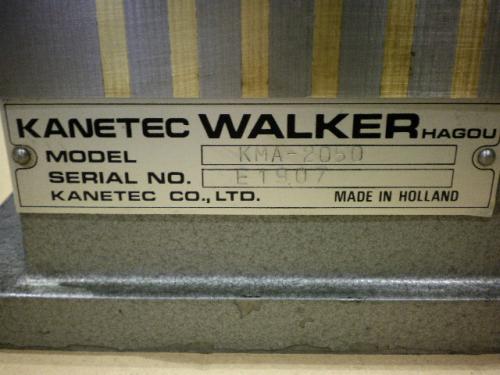 KANETEC WALKER HAGOU
MODEL KMA-2050
SERIAL NO. E1907
KANETEC CO., LTD. MADE IN HOLLAND